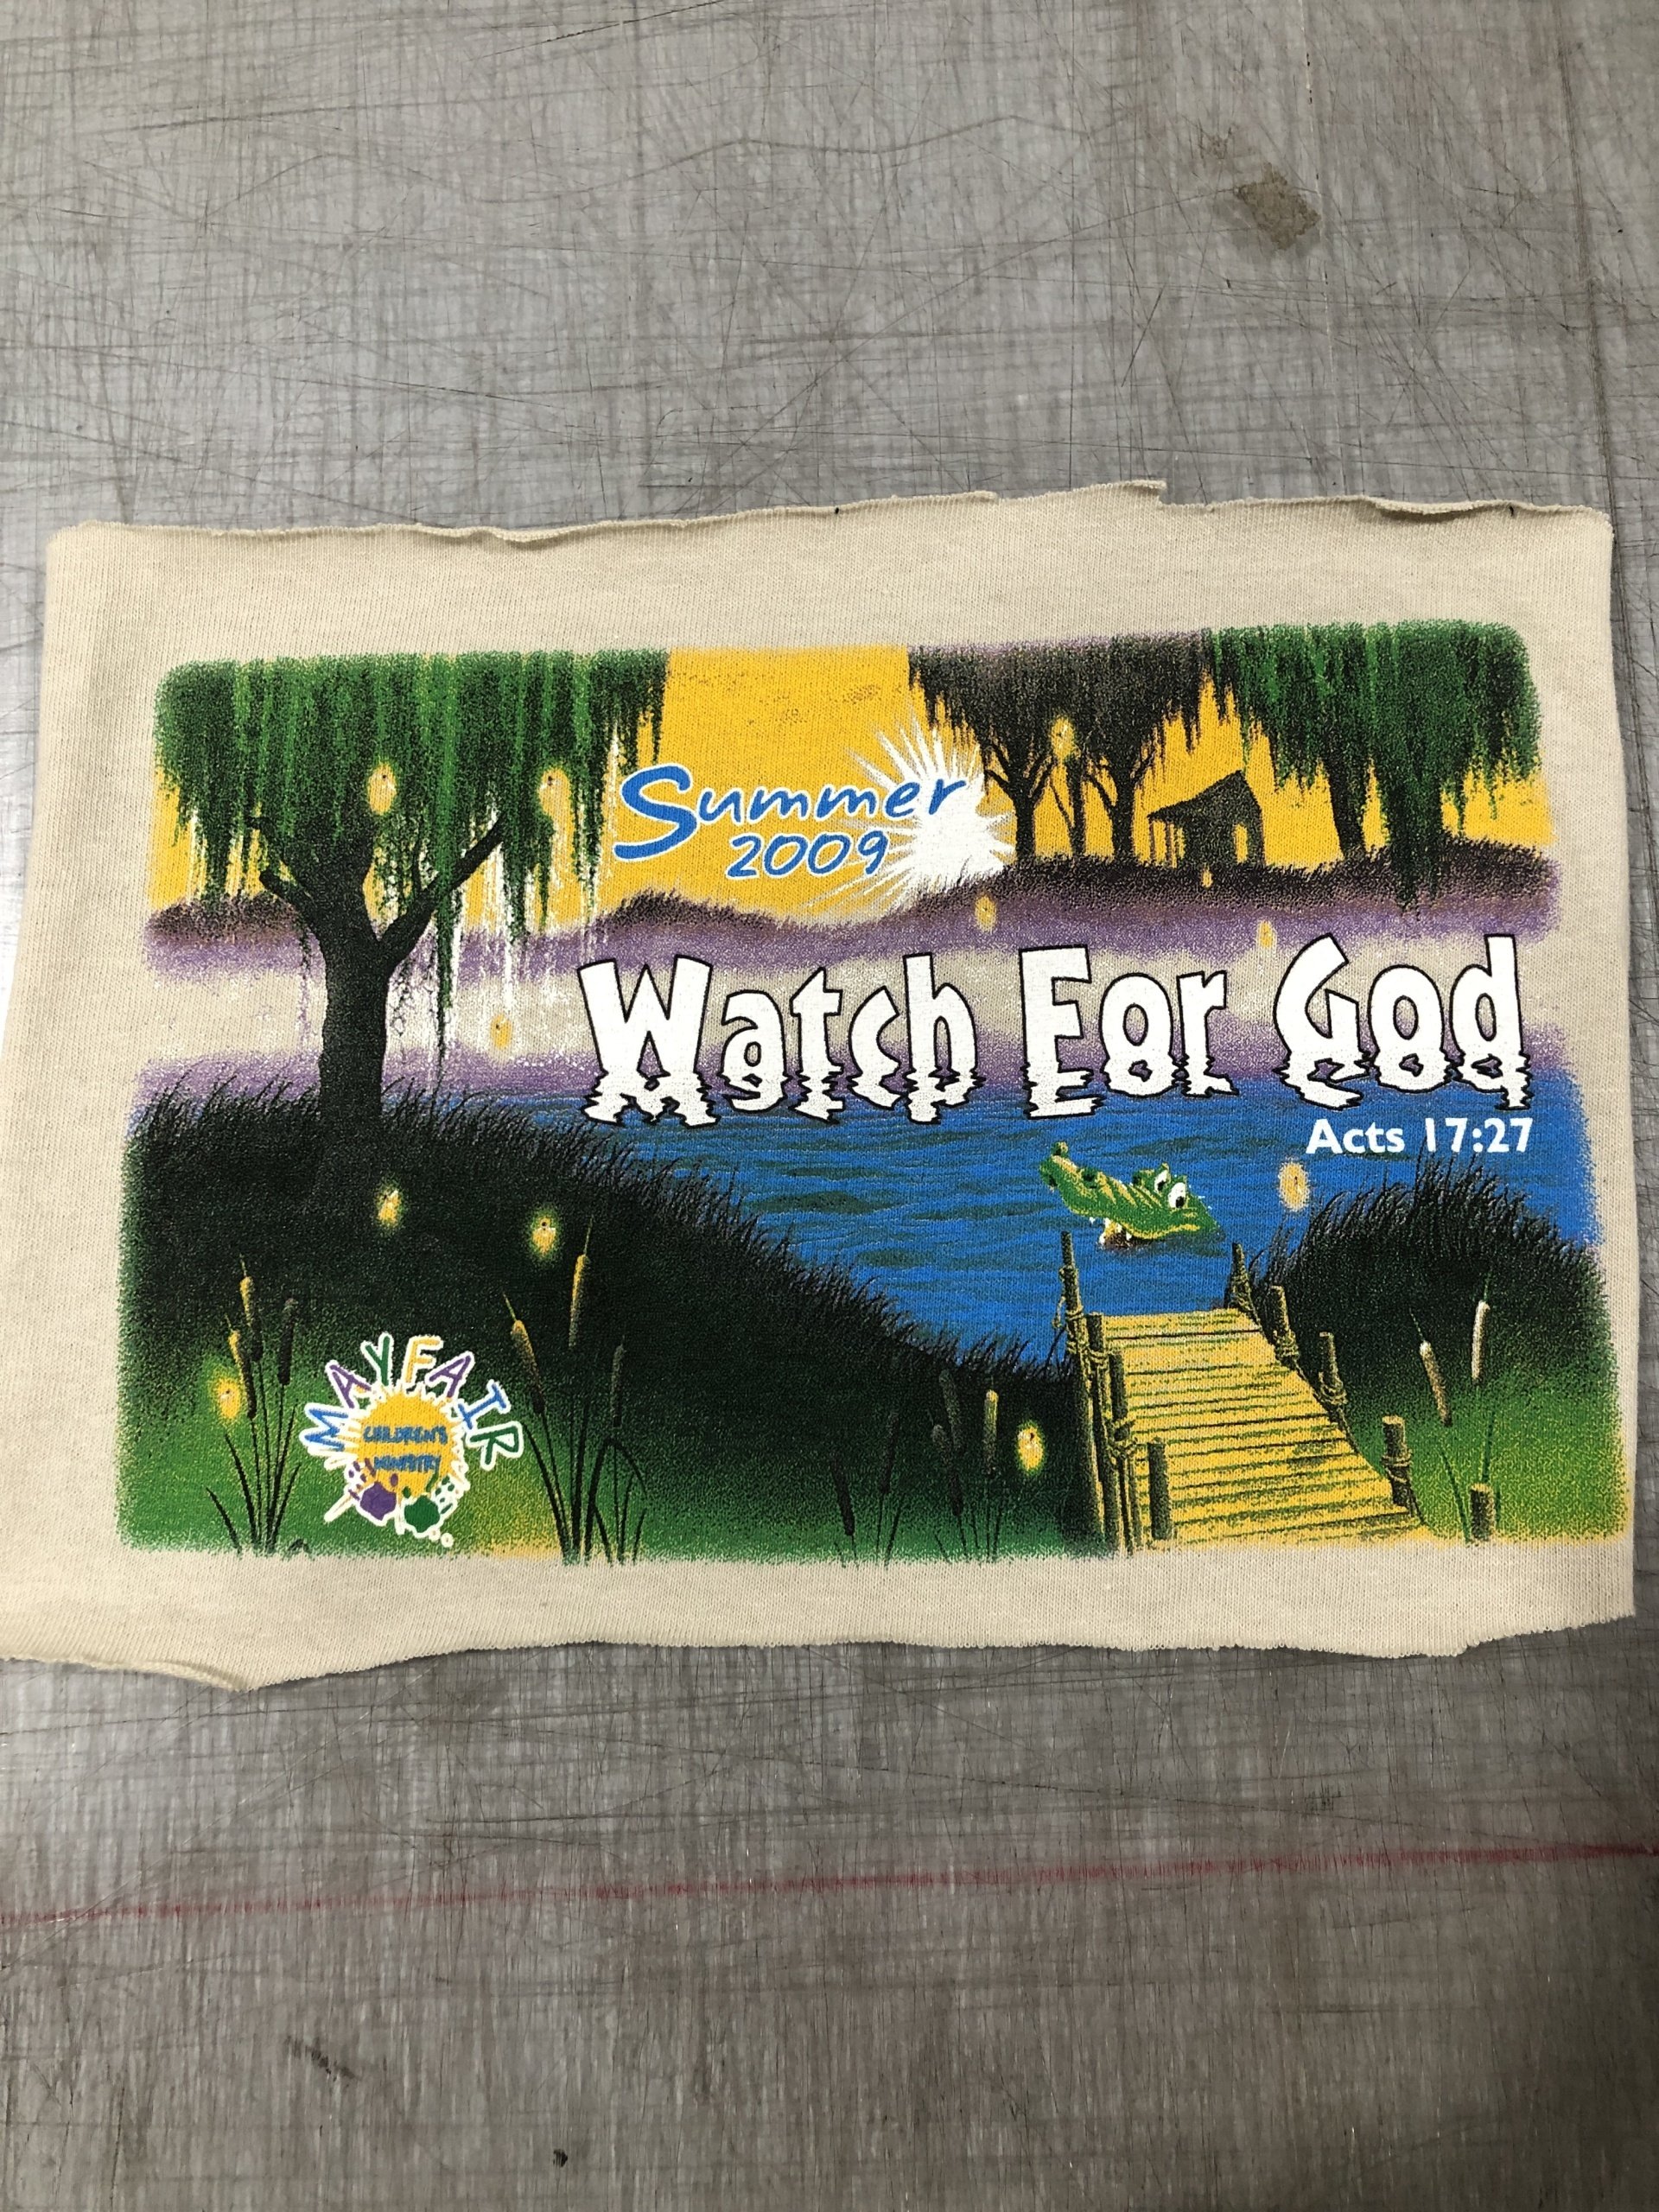 Summer
2009
Watch For God
Acts 17:27
MAYFAIR
CHILDREN'S
MINISTRY